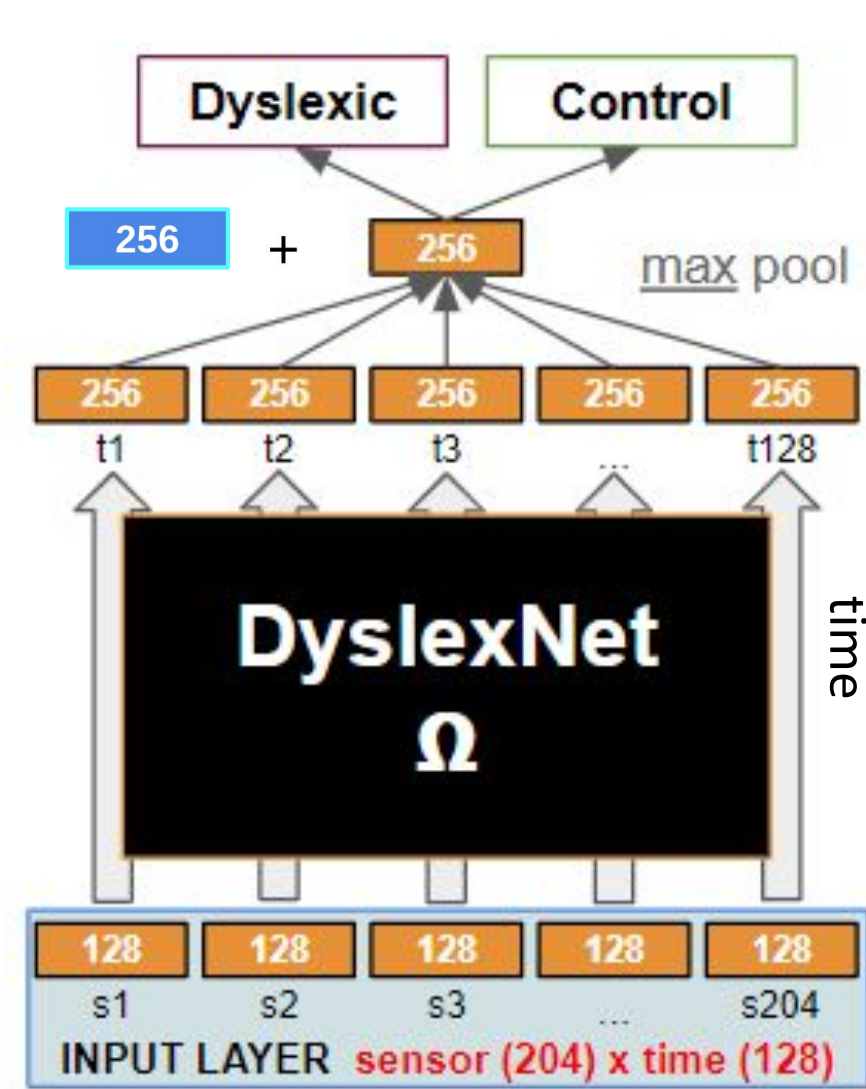 Dyslexic Control
256 + 256
max pool
256 256 256 256 256
t1 t2 t3 ... t128
DyslexNet
Ω
time
128 128 128 128 128
s1 s2 s3 ... s204
INPUT LAYER sensor (204) x time (128)